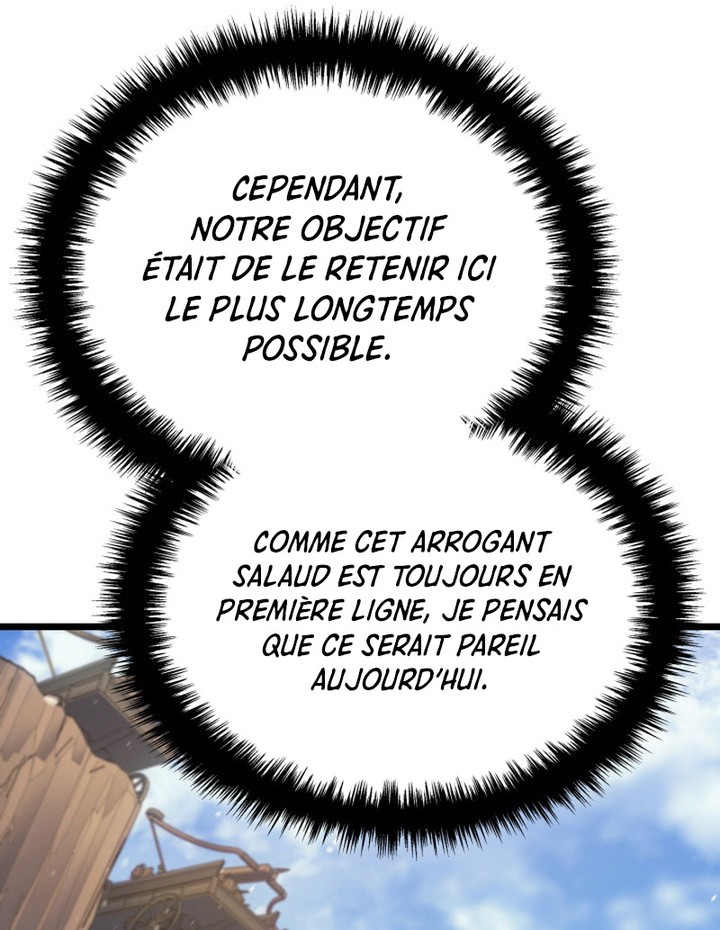 CEPENDANT,
NOTRE OBJECTIF
ÉTAIT DE LE RETENIR ICI
LE PLUS LONGTEMPS
POSSIBLE.
COMME CET ARROGANT
SALAUD EST TOUJOURS EN
PREMIÈRE LIGNE, JE PENSAIS
QUE CE SERAIT PAREIL
AUJOURD'HUI.